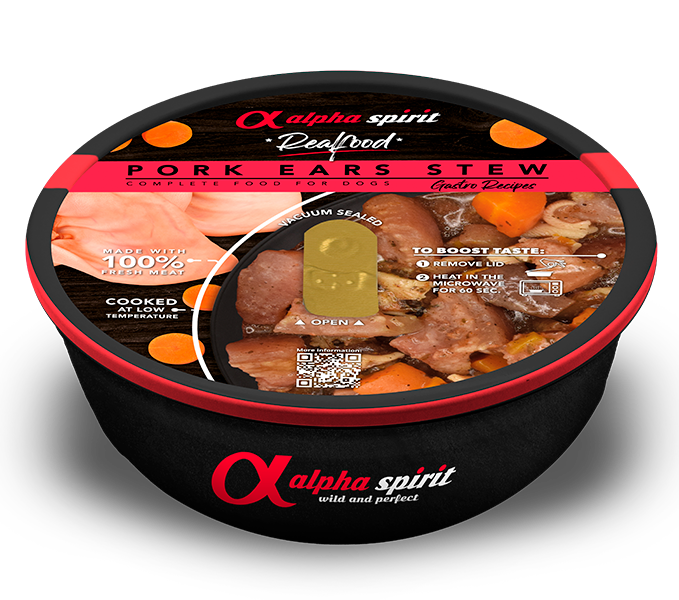 alpha spirit
* Realfood *
PORK EARS STEW
COMPLETE FOOD FOR DOGS
Gastro Recipes
VACUUM SEALED
MADE WITH
100%
FRESH MEAT
COOKED
AT LOW
TEMPERATURE
TO BOOST TASTE:
1 REMOVE LID
2 HEAT IN THE
MICROWAVE
FOR 60 SEC.
▲ OPEN ▲
More information:
alpha spirit
wild and perfect